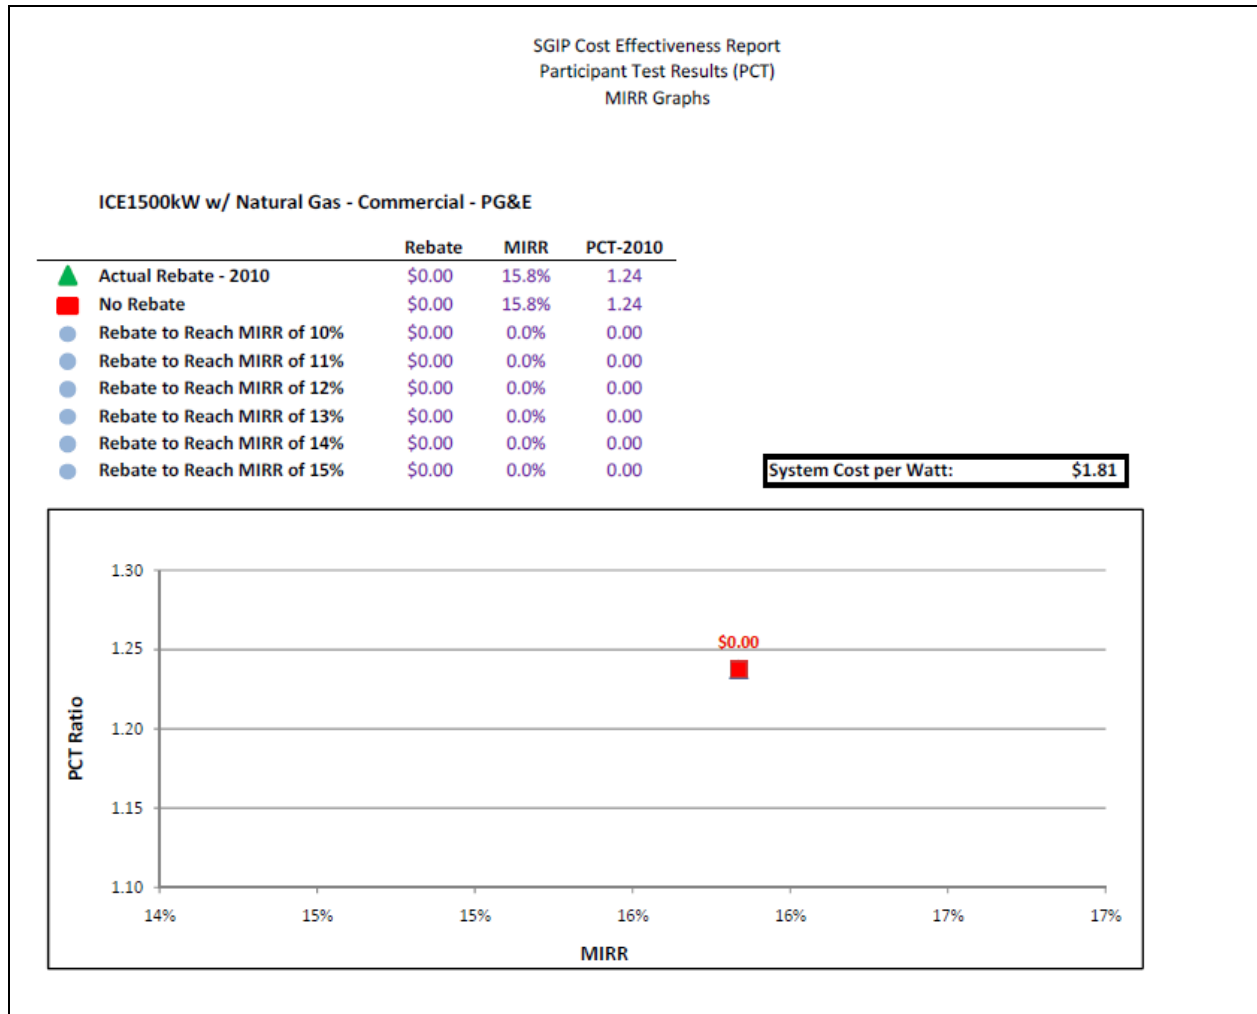 SGIP Cost Effectiveness Report
Participant Test Results (PCT)
MIRR Graphs
ICE1500kW w/ Natural Gas - Commercial - PG&E
Rebate MIRR PCT-2010
Actual Rebate - 2010 $0.00 15.8% 1.24
No Rebate $0.00 15.8% 1.24
Rebate to Reach MIRR of 10% $0.00 0.0% 0.00
Rebate to Reach MIRR of 11% $0.00 0.0% 0.00
Rebate to Reach MIRR of 12% $0.00 0.0% 0.00
Rebate to Reach MIRR of 13% $0.00 0.0% 0.00
Rebate to Reach MIRR of 14% $0.00 0.0% 0.00
Rebate to Reach MIRR of 15% $0.00 0.0% 0.00
System Cost per Watt: $1.81
1.30
$0.00
1.25
1.20
PCT Ratio
1.15
1.10
14% 15% 15% 16% 16% 17% 17%
MIRR